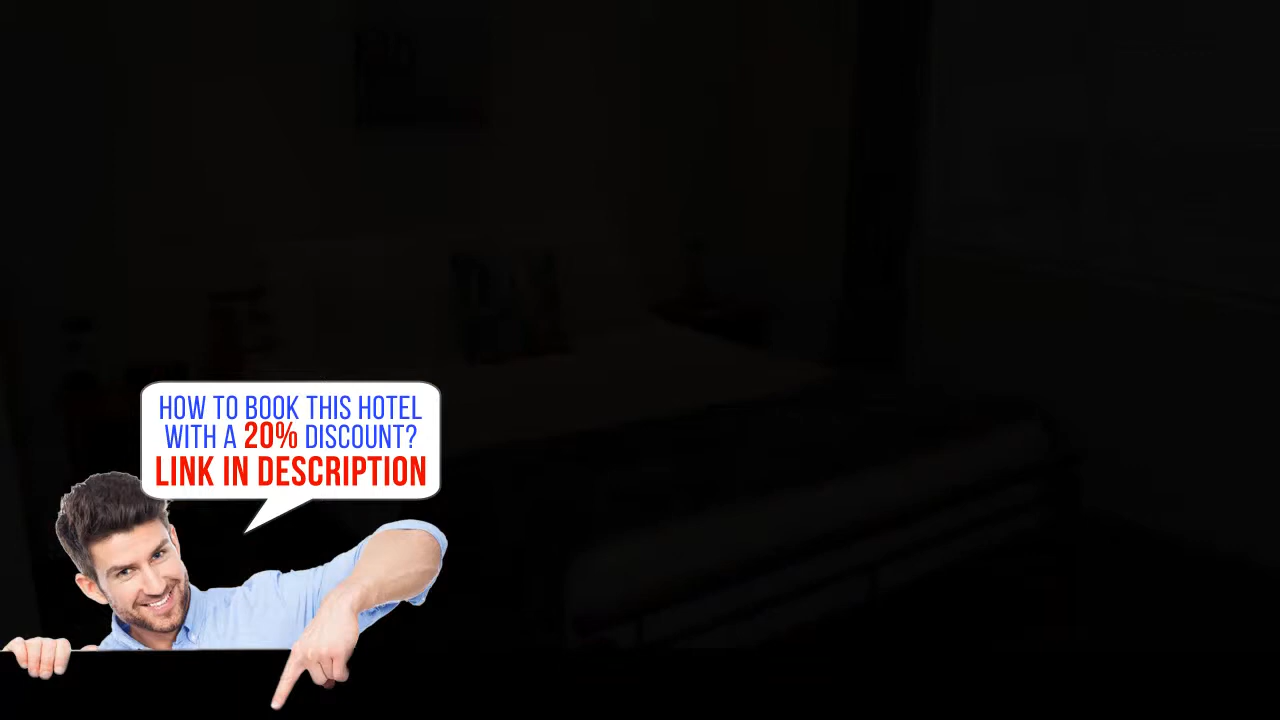 HOW TO BOOK THIS HOTEL
WITH A 20% DISCOUNT?
LINK IN DESCRIPTION